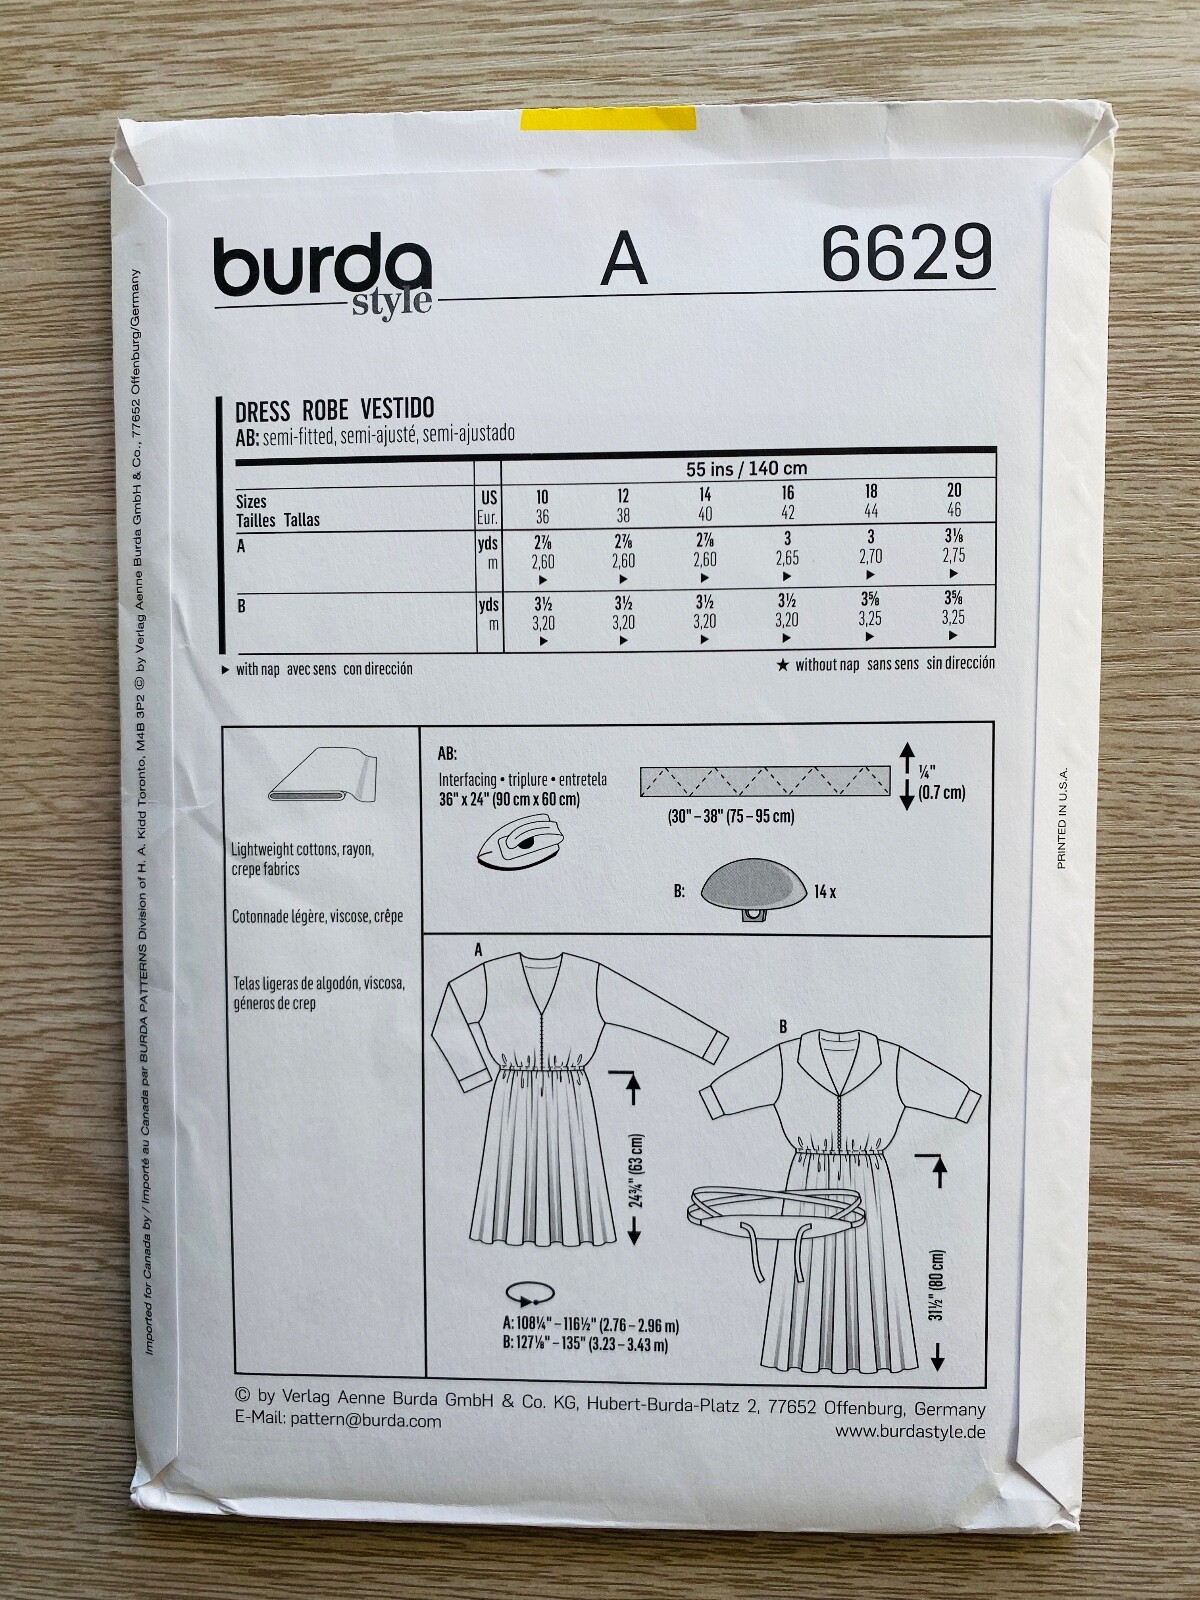 burda style A 6629
DRESS ROBE VESTIDO
AB: semi-fitted, semi-ajusté, semi-ajustado
55 ins / 140 cm
Sizes US 10 12 14 16 18 20
Tailles Tallas Eur. 36 38 40 42 44 46
A yds 2⅞ 2⅞ 2⅞ 3 3 3⅛
m 2,60 2,60 2,60 2,65 2,70 2,75
▶ ▶ ▶ ▶ ▶ ▶
B yds 3½ 3½ 3½ 3½ 3⅝ 3⅝
m 3,20 3,20 3,20 3,20 3,25 3,25
▶ ▶ ▶ ▶ ▶ ▶
▶ with nap avec sens con dirección ★ without nap sans sens sin dirección
Lightweight cottons, rayon,
crepe fabrics
Cotonnade légère, viscose, crêpe
Telas ligeras de algodón, viscosa,
géneros de crep
AB:
Interfacing • triplure • entretela
36" x 24" (90 cm x 60 cm)
¼"
(0.7 cm)
(30" – 38" (75 – 95 cm)
B: 14 x
A
24¾" (63 cm)
B
31½" (80 cm)
A: 108¼" – 116½" (2.76 – 2.96 m)
B: 127⅛" – 135" (3.23 – 3.43 m)
© by Verlag Aenne Burda GmbH & Co. KG, Hubert-Burda-Platz 2, 77652 Offenburg, Germany
E-Mail: pattern@burda.com
www.burdastyle.de
Imported for Canada by / Importé au Canada par BURDA PATTERNS Division of H. A. Kidd Toronto, M4B 3P2 © by Verlag Aenne Burda GmbH & Co., 77652 Offenburg/Germany
PRINTED IN U.S.A.